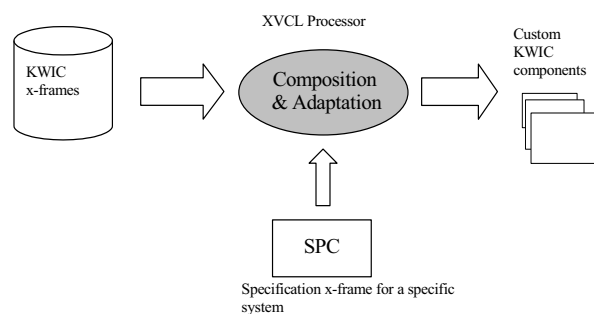 XVCL Processor
KWIC
x-frames
Composition
& Adaptation
Custom
KWIC
components
SPC
Specification x-frame for a specific
system